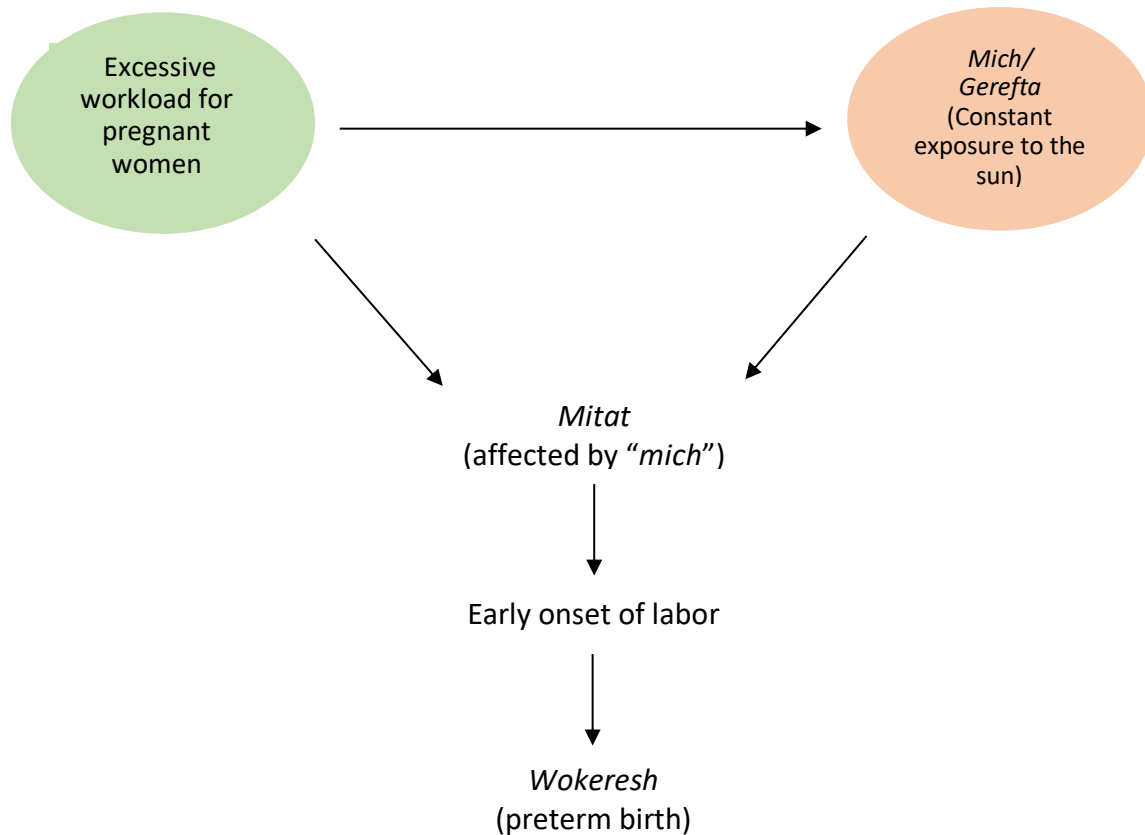 Excessive
workload for
pregnant
women
Mich/
Gerefta
(Constant
exposure to the
sun)
Mitat
(affected by “mich”)
Early onset of labor
Wokeresh
(preterm birth)